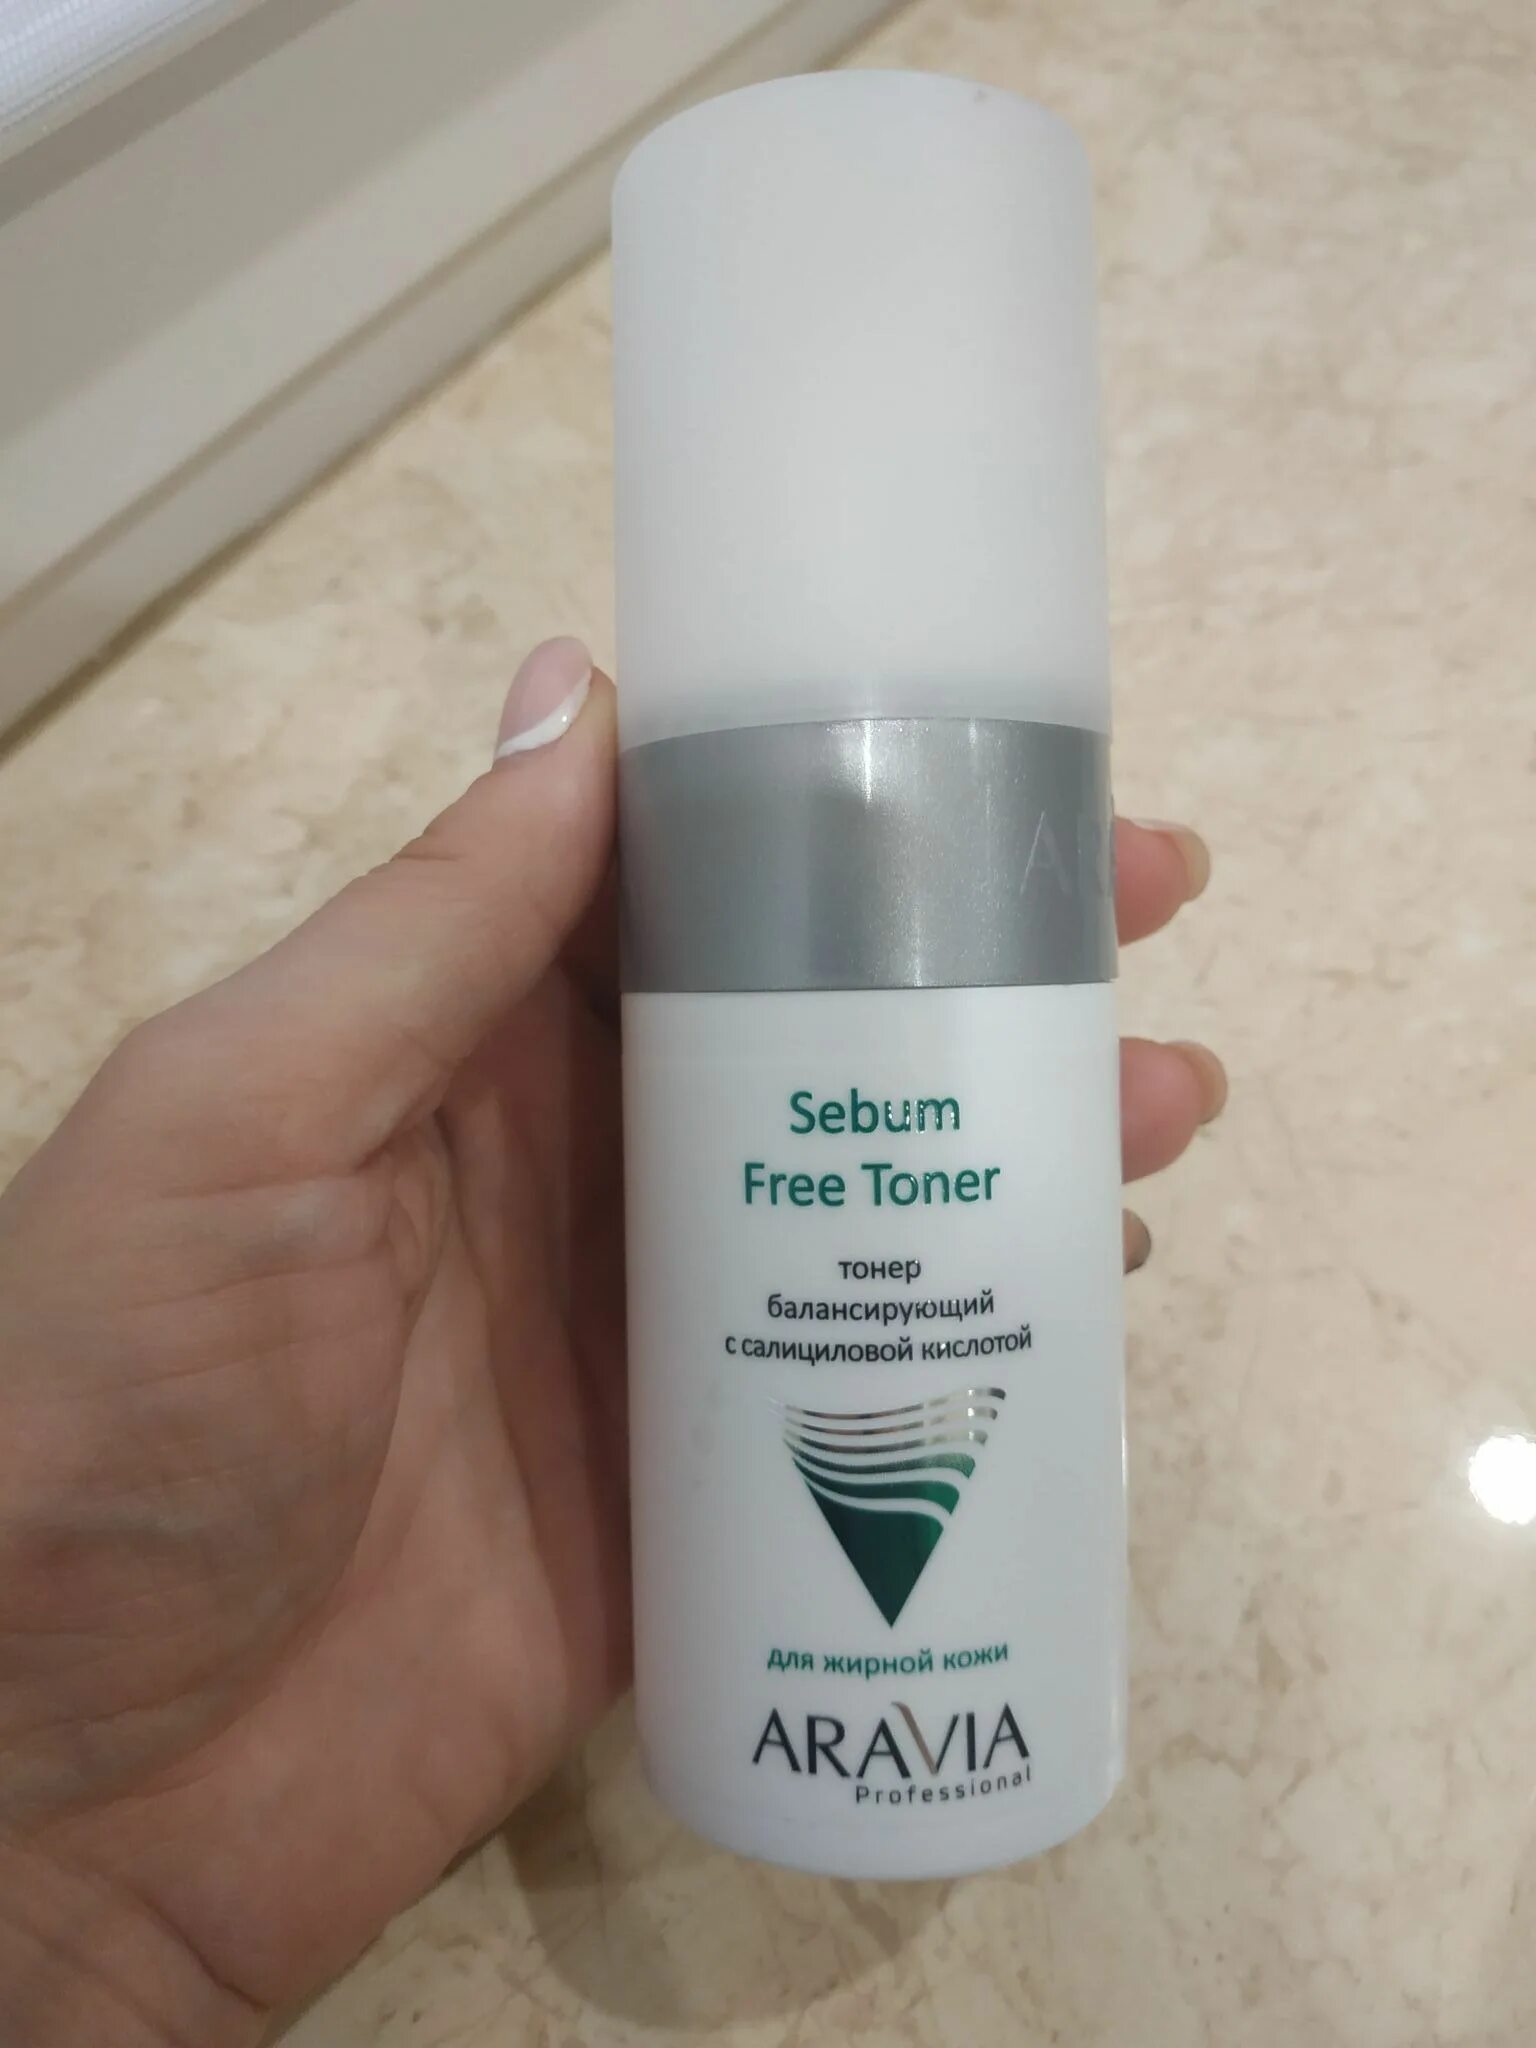 Sebum
Free Toner
тонер
балансирующий
с салициловой кислотой
для жирной кожи
ARAVIA
Professional